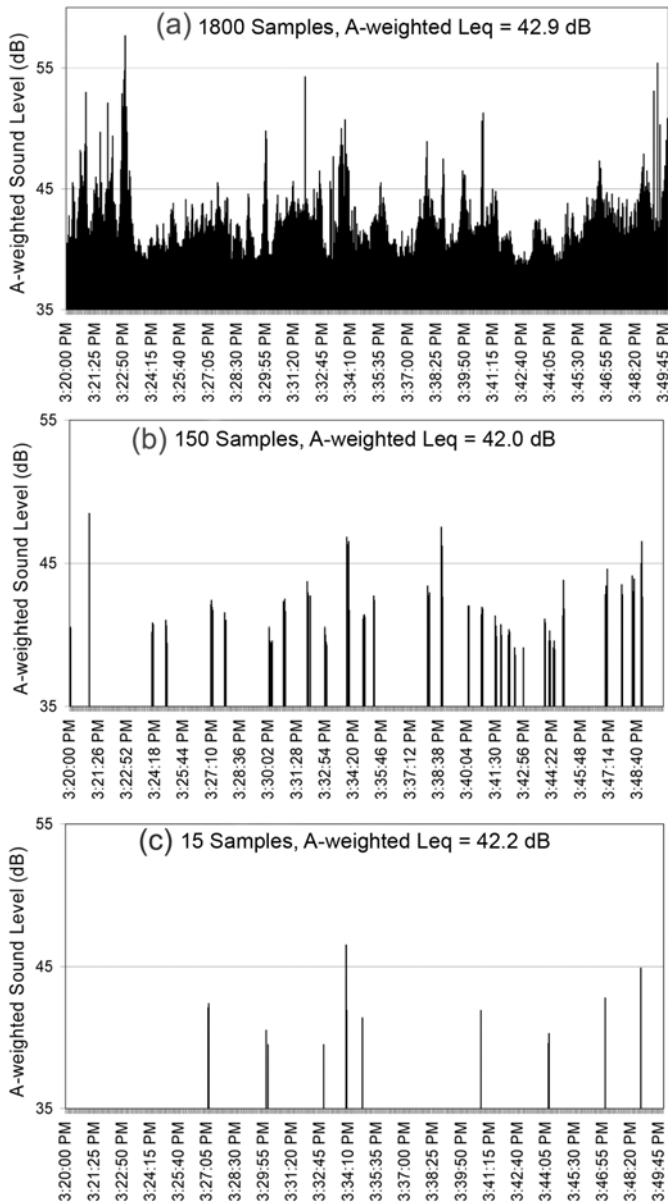 (a) 1800 Samples, A-weighted Leq = 42.9 dB
A-weighted Sound Level (dB)
55
45
35
3:20:00 PM
3:21:25 PM
3:22:50 PM
3:24:15 PM
3:25:40 PM
3:27:05 PM
3:28:30 PM
3:29:55 PM
3:31:20 PM
3:32:45 PM
3:34:10 PM
3:35:35 PM
3:37:00 PM
3:38:25 PM
3:39:50 PM
3:41:15 PM
3:42:40 PM
3:44:05 PM
3:45:30 PM
3:46:55 PM
3:48:20 PM
3:49:45 PM
(b) 150 Samples, A-weighted Leq = 42.0 dB
A-weighted Sound Level (dB)
55
45
35
3:20:00 PM
3:21:26 PM
3:22:52 PM
3:24:18 PM
3:25:44 PM
3:27:10 PM
3:28:36 PM
3:30:02 PM
3:31:28 PM
3:32:54 PM
3:34:20 PM
3:35:46 PM
3:37:12 PM
3:38:38 PM
3:40:04 PM
3:41:30 PM
3:42:56 PM
3:44:22 PM
3:45:48 PM
3:47:14 PM
3:48:40 PM
(c) 15 Samples, A-weighted Leq = 42.2 dB
A-weighted Sound Level (dB)
55
45
35
3:20:00 PM
3:21:25 PM
3:22:50 PM
3:24:15 PM
3:25:40 PM
3:27:05 PM
3:28:30 PM
3:29:55 PM
3:31:20 PM
3:32:45 PM
3:34:10 PM
3:35:35 PM
3:37:00 PM
3:38:25 PM
3:39:50 PM
3:41:15 PM
3:42:40 PM
3:44:05 PM
3:45:30 PM
3:46:55 PM
3:48:20 PM
3:49:45 PM